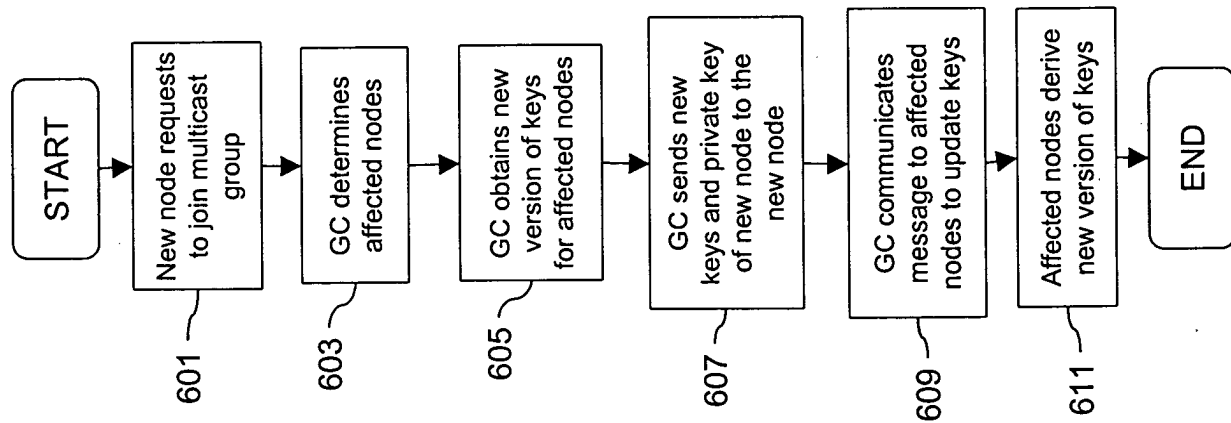 START
601
New node requests
to join multicast
group
603
GC determines
affected nodes
605
GC obtains new
version of keys
for affected nodes
607
GC sends new
keys and private key
of new node to the
new node
609
GC communicates
message to affected
nodes to update keys
611
Affected nodes derive
new version of keys
END